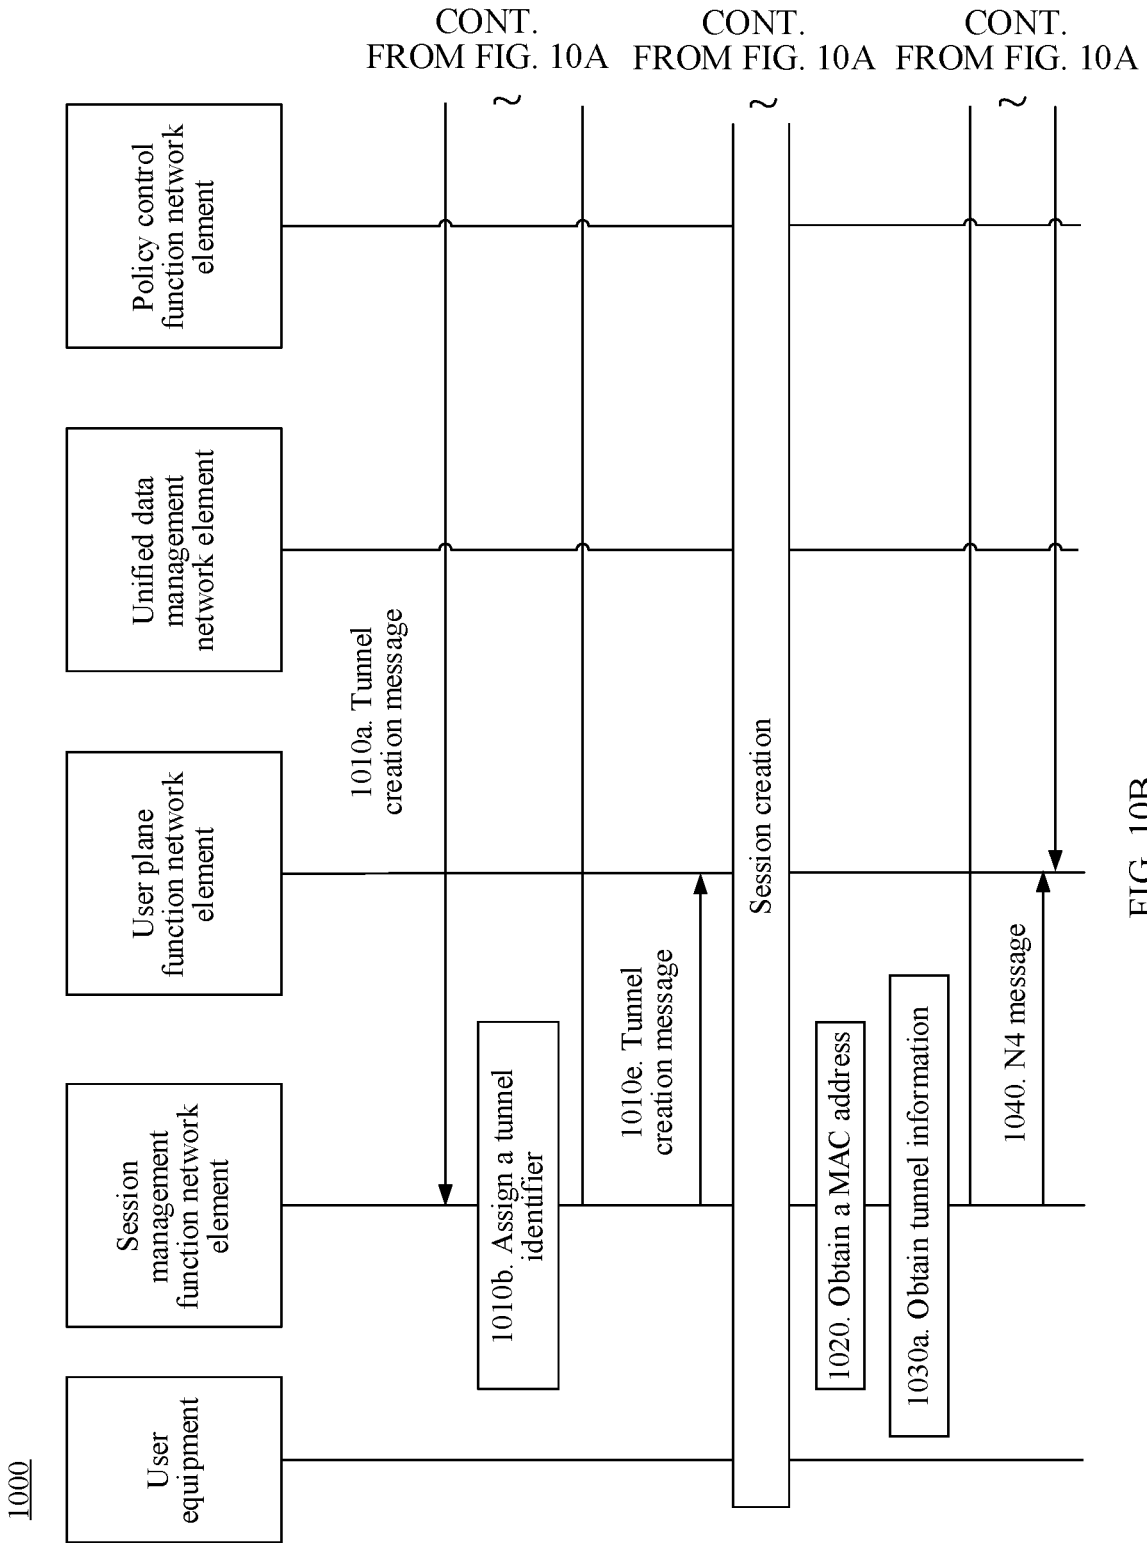 1000
User
equipment
Session
management
function network
element
User plane
function network
element
Unified data
management
network element
Policy control
function network
element
1010a. Tunnel
creation message
CONT.
FROM FIG. 10A
1010b. Assign a tunnel
identifier
1010e. Tunnel
creation message
Session creation
CONT.
FROM FIG. 10A
1020. Obtain a MAC address
1030a. Obtain tunnel information
1040. N4 message
CONT.
FROM FIG. 10A
FIG. 10B